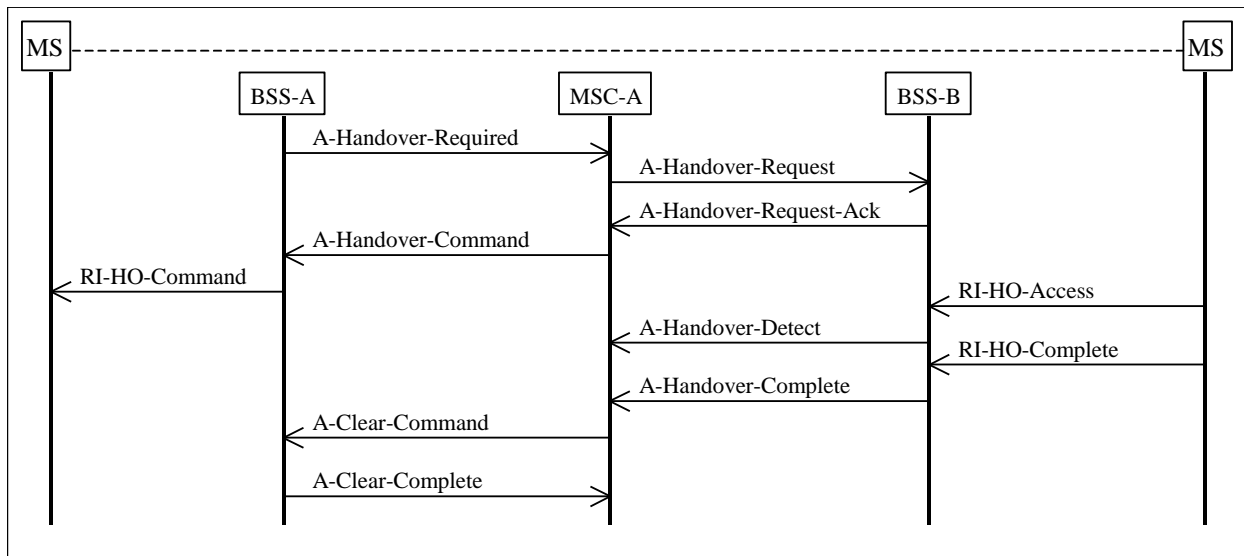 MS
MS
BSS-A
MSC-A
BSS-B
A-Handover-Required
A-Handover-Request
A-Handover-Request-Ack
A-Handover-Command
RI-HO-Command
RI-HO-Access
A-Handover-Detect
RI-HO-Complete
A-Handover-Complete
A-Clear-Command
A-Clear-Complete